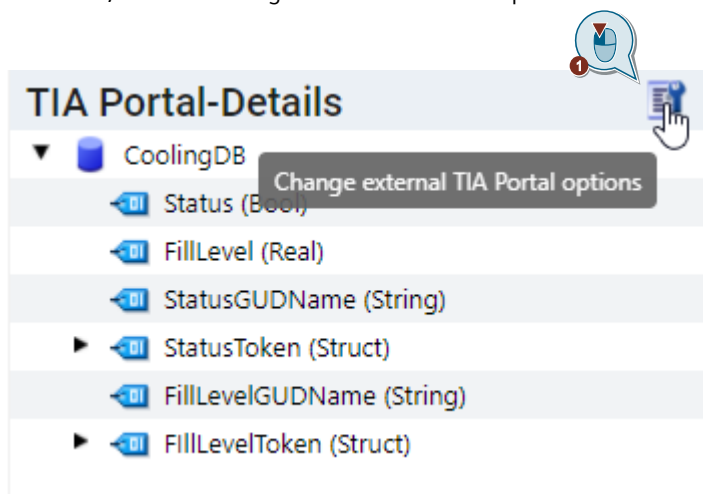 1
TIA Portal-Details
CoolingDB
Change external TIA Portal options
Status (Bool)
FillLevel (Real)
StatusGUDName (String)
StatusToken (Struct)
FillLevelGUDName (String)
FIllLevelToken (Struct)